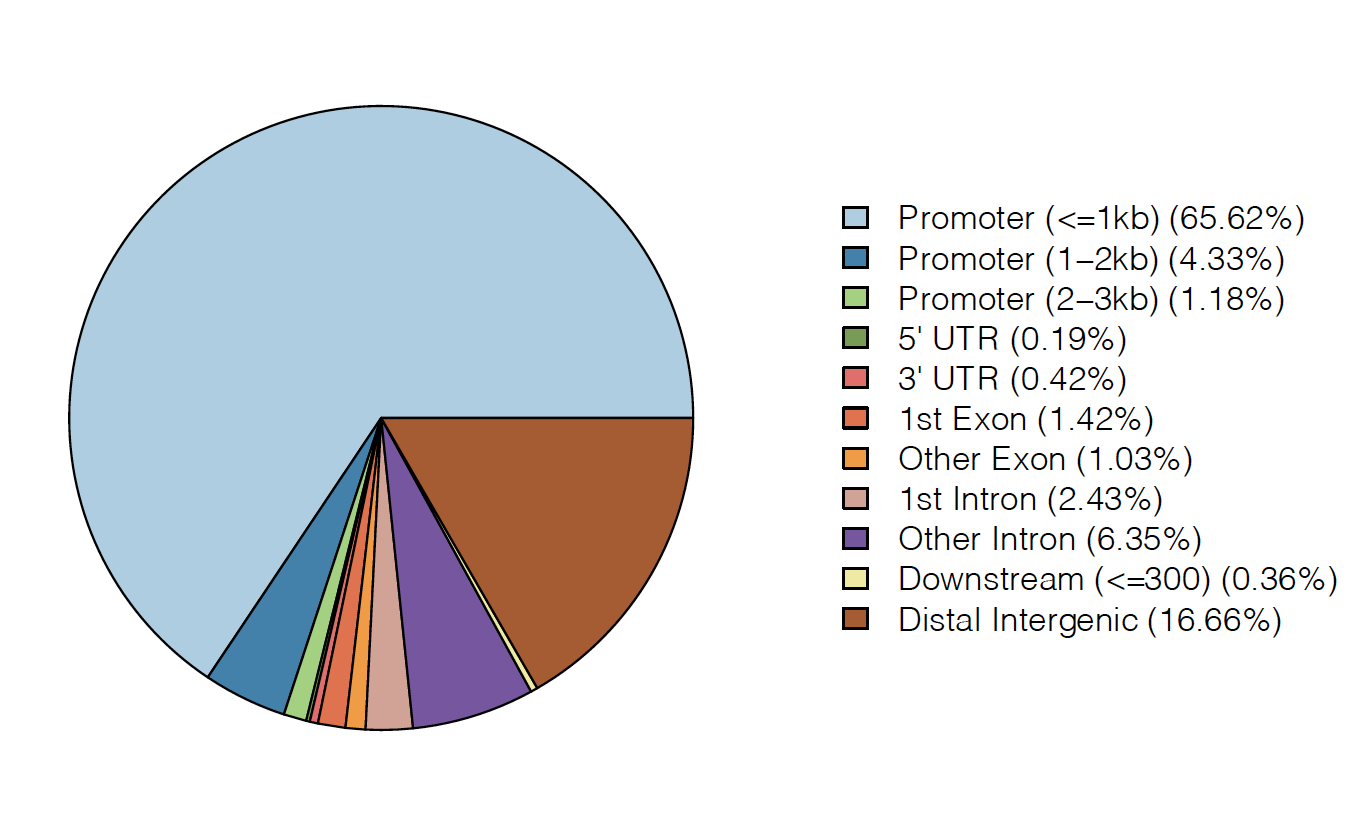 Promoter (<=1kb) (65.62%)
Promoter (1−2kb) (4.33%)
Promoter (2−3kb) (1.18%)
5' UTR (0.19%)
3' UTR (0.42%)
1st Exon (1.42%)
Other Exon (1.03%)
1st Intron (2.43%)
Other Intron (6.35%)
Downstream (<=300) (0.36%)
Distal Intergenic (16.66%)